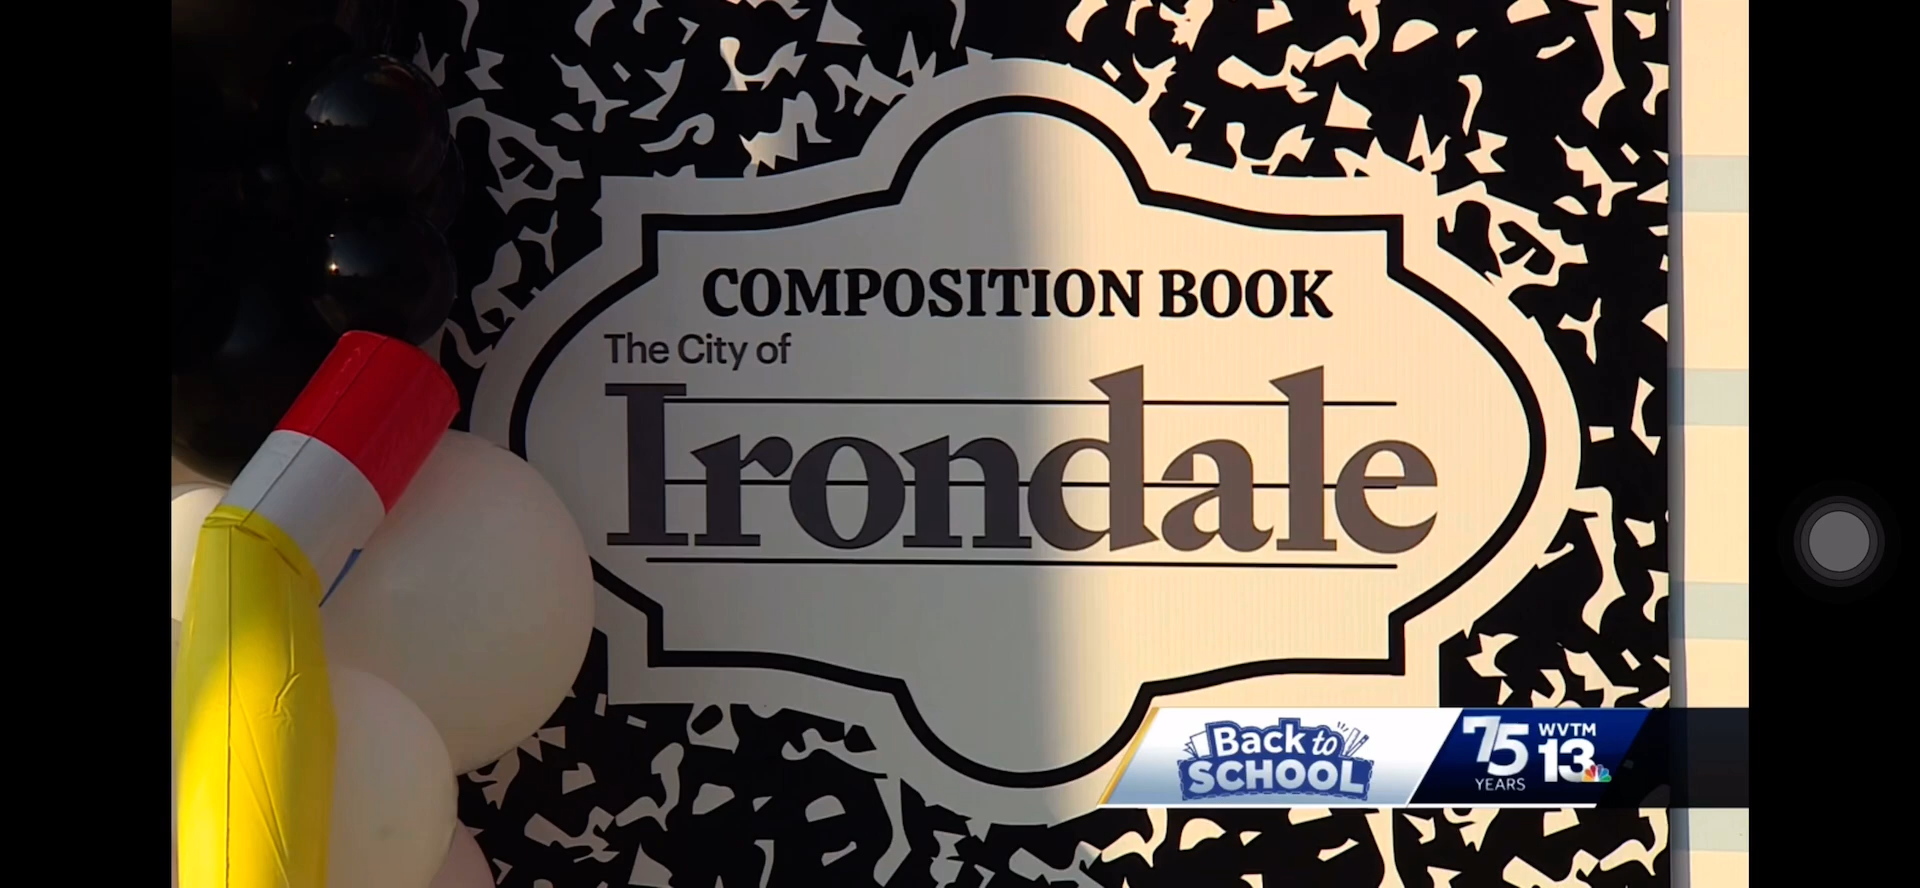 COMPOSITION BOOK
The City of
Irondale
Back to
SCHOOL
75
YEARS
WVTM
13